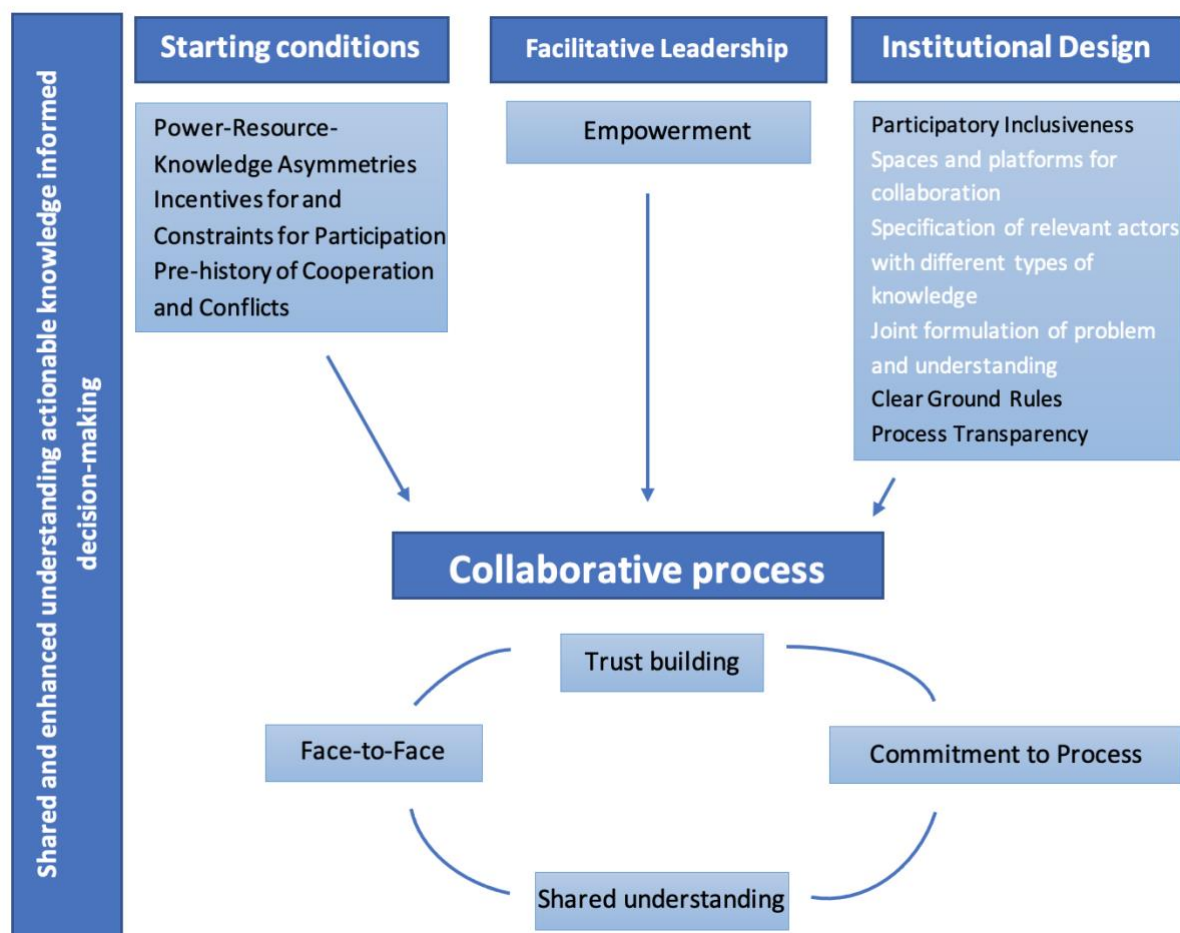 Shared and enhanced understanding actionable knowledge informed
decision-making
Starting conditions
Power-Resource-
Knowledge Asymmetries
Incentives for and
Constraints for Participation
Pre-history of Cooperation
and Conflicts
Facilitative Leadership
Empowerment
Institutional Design
Participatory Inclusiveness
Spaces and platforms for
collaboration
Specification of relevant actors
with different types of
knowledge
Joint formulation of problem
and understanding
Clear Ground Rules
Process Transparency
Collaborative process
Trust building
Face-to-Face
Commitment to Process
Shared understanding